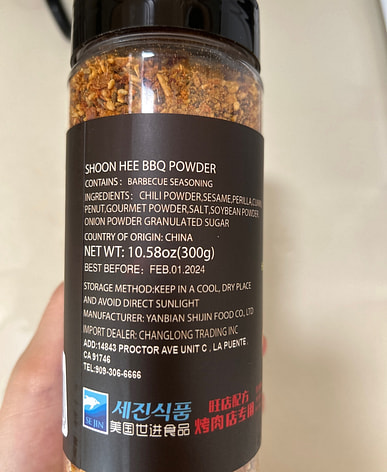 SHOON HEE BBQ POWDER
CONTAINS: BARBECUE SEASONING
INGREDIENTS: CHILI POWDER,SESAME,PERILLA,CUMIN
PENUT,GOURMET POWDER,SALT,SOYBEAN POWDER
ONION POWDER GRANULATED SUGAR
COUNTRY OF ORIGIN: CHINA
NET WT: 10.58oz(300g)
BEST BEFORE: FEB.01.2024
STORAGE METHOD:KEEP IN A COOL, DRY PLACE
AND AVOID DIRECT SUNLIGHT
MANUFACTURER: YANBIAN SHIJIN FOOD CO, LTD
IMPORT DEALER: CHANGLONG TRADING INC
ADD:14843 PROCTOR AVE UNIT C , LA PUENTE ,
CA 91746
TEL:909-306-6666
SE JIN
세진식품
美国世进食品
旺店配方
烤肉店专用